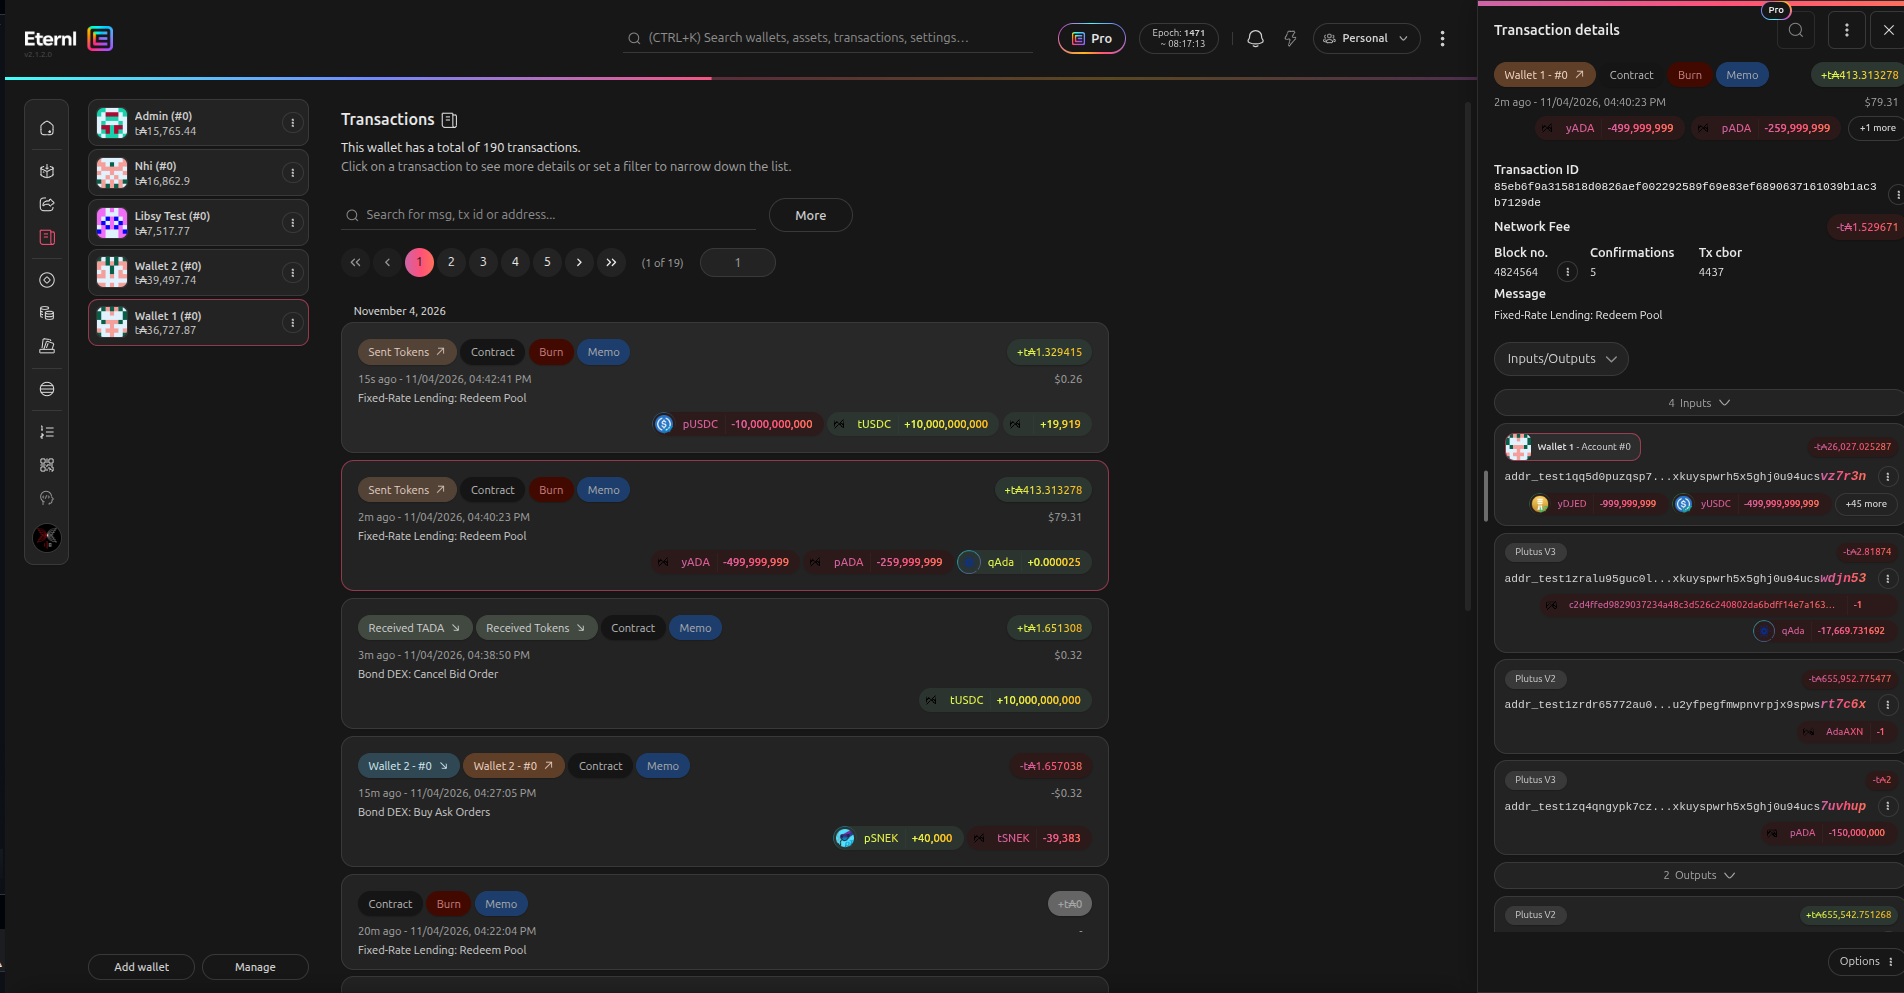 Eternl
v2.1.2.0
(CTRL+K) Search wallets, assets, transactions, settings...
Pro
Epoch: 1471
~ 08:17:13
Personal
Admin (#0)
t₳15,765.44
Nhi (#0)
t₳16,862.9
Libsy Test (#0)
t₳7,517.77
Wallet 2 (#0)
t₳39,497.74
Wallet 1 (#0)
t₳36,727.87
Add wallet
Manage
Transactions
This wallet has a total of 190 transactions.
Click on a transaction to see more details or set a filter to narrow down the list.
Search for msg, tx id or address...
More
1 2 3 4 5 (1 of 19) 1
November 4, 2026
Sent Tokens Contract Burn Memo +t₳1.329415
15s ago - 11/04/2026, 04:42:41 PM $0.26
Fixed-Rate Lending: Redeem Pool
pUSDC -10,000,000,000 tUSDC +10,000,000,000 +19,919
Sent Tokens Contract Burn Memo +t₳413.313278
2m ago - 11/04/2026, 04:40:23 PM $79.31
Fixed-Rate Lending: Redeem Pool
yADA -499,999,999 pADA -259,999,999 qAda +0.000025
Received TADA Received Tokens Contract Memo +t₳1.651308
3m ago - 11/04/2026, 04:38:50 PM $0.32
Bond DEX: Cancel Bid Order
tUSDC +10,000,000,000
Wallet 2 - #0 Wallet 2 - #0 Contract Memo -t₳1.657038
15m ago - 11/04/2026, 04:27:05 PM -$0.32
Bond DEX: Buy Ask Orders
pSNEK +40,000 tSNEK -39,383
Contract Burn Memo +t₳0
20m ago - 11/04/2026, 04:22:04 PM -
Fixed-Rate Lending: Redeem Pool
Pro
Transaction details
Wallet 1 - #0 Contract Burn Memo +t₳413.313278
2m ago - 11/04/2026, 04:40:23 PM $79.31
yADA -499,999,999 pADA -259,999,999 +1 more
Transaction ID
85eb6f9a315818d0826aef002292589f69e83ef6890637161039b1ac3
b7129de
Network Fee -t₳1.529671
Block no. Confirmations Tx cbor
4824564 5 4437
Message
Fixed-Rate Lending: Redeem Pool
Inputs/Outputs
4 Inputs
Wallet 1 - Account #0 -t₳26,027.025287
addr_test1qq5d0puzqsp7...xkuyspwrh5x5ghj0u94ucsvz7r3n
yDJED -999,999,999 yUSDC -499,999,999,999 +45 more
Plutus V3 -t₳2.81874
addr_test1zralu95guc0l...xkuyspwrh5x5ghj0u94ucswdjn53
c2d4ffed9829037234a48c3d526c240802da6bdff14e7a163... -1
qAda -17,669.731692
Plutus V2 -t₳655,952.775477
addr_test1zrdr65772au0...u2yfpegfmwpnvrpjx9spwsrt7c6x
AdaAXN -1
Plutus V3 -t₳2
addr_test1zq4qngypk7cz...xkuyspwrh5x5ghj0u94ucs7uvhup
pADA -150,000,000
2 Outputs
Plutus V2 +t₳655,542.751268
Options